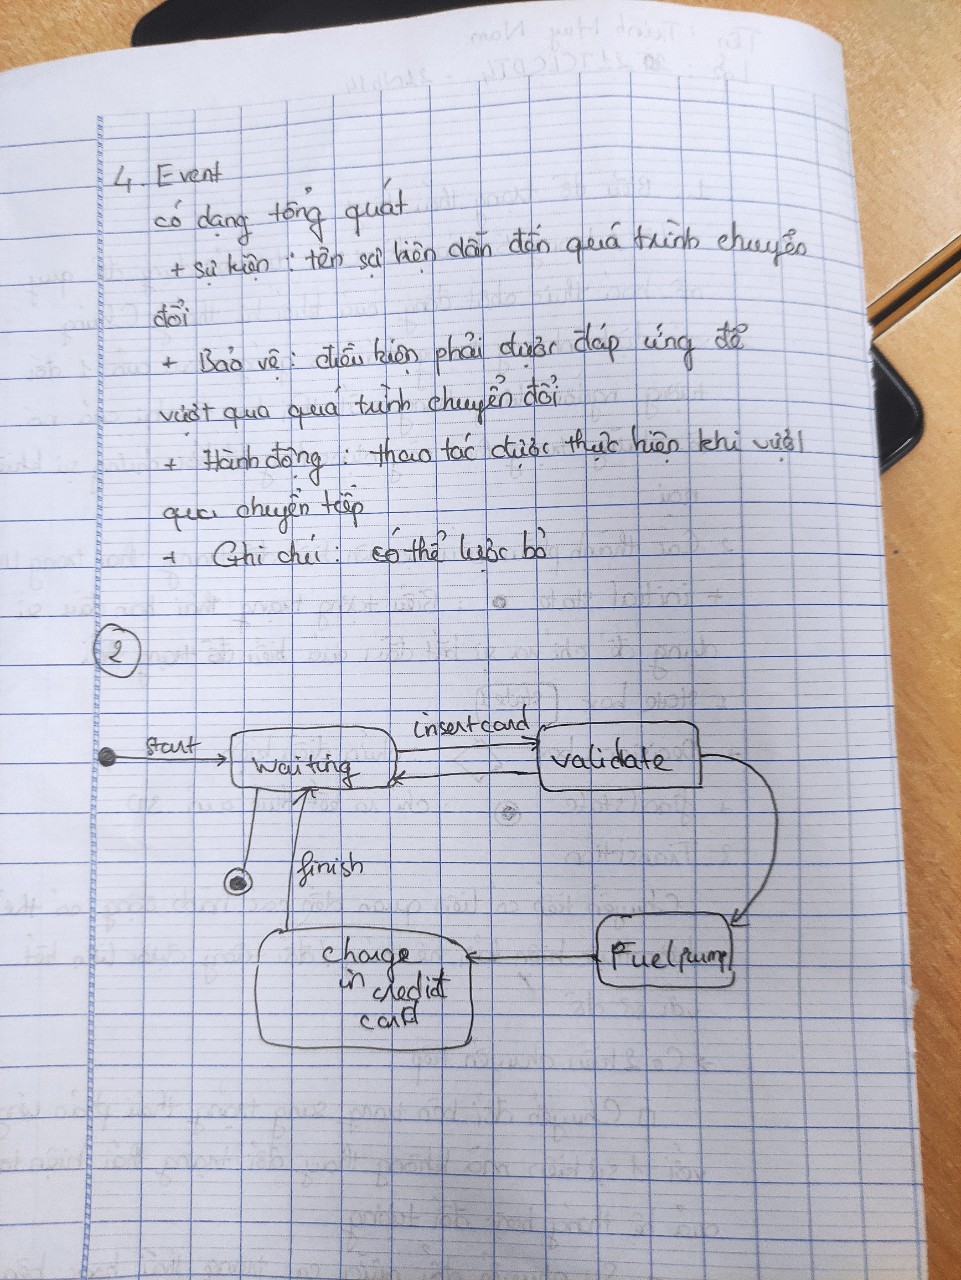 4. Event
có dạng tổng quát
+ sự kiện : tên sự kiện dẫn đến quá trình chuyển
đổi
+ Bảo vệ : điều kiện phải được đáp ứng để
vượt qua quá trình chuyển đổi
+ Hành động : thao tác được thực hiện khi vượt
qua chuyển tiếp
+ Ghi chú : có thể lược bỏ
2
start
waiting
insert card
validate
finish
charge
in credit
card
Fuel pump